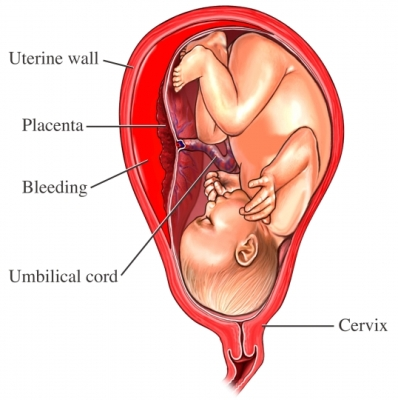 Uterine wall
Placenta
Bleeding
Umbilical cord
Cervix